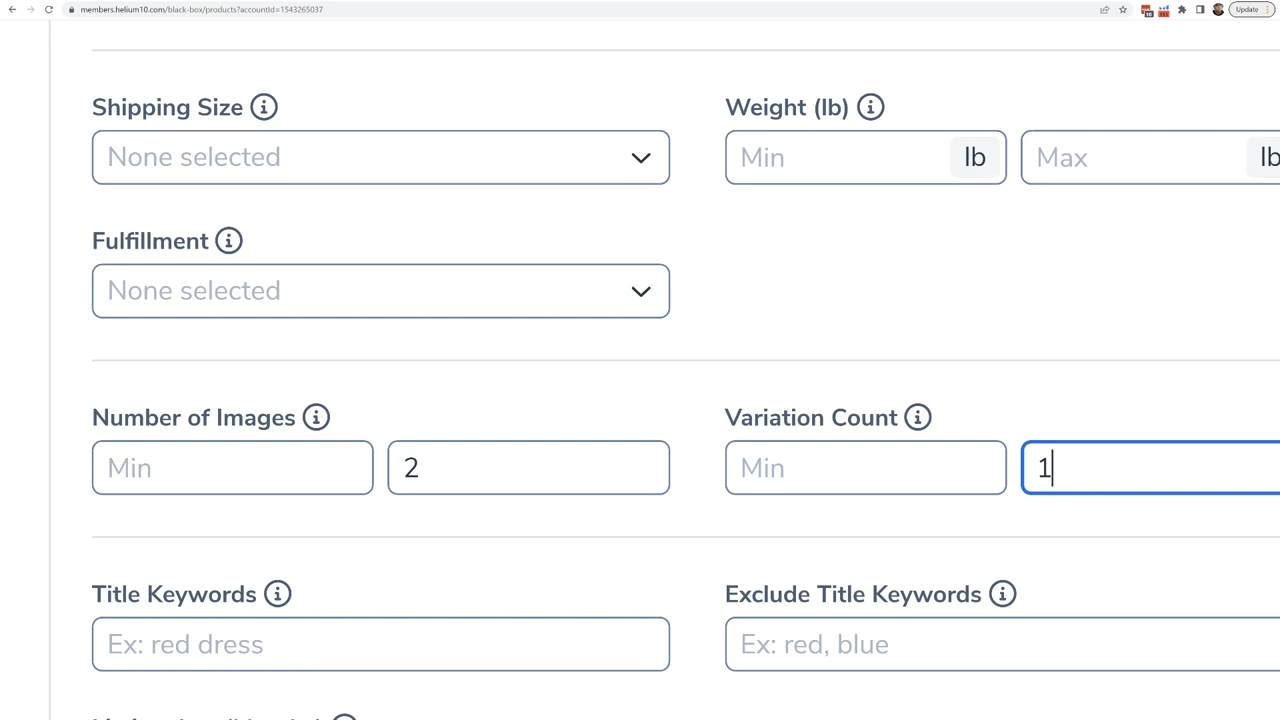 members.helium10.com/black-box/products?accountId=1543265037
Update
Shipping Size
Weight (lb)
None selected
Min lb
Max lb
Fulfillment
None selected
Number of Images
Variation Count
Min
2
Min
1
Title Keywords
Exclude Title Keywords
Ex: red dress
Ex: red, blue